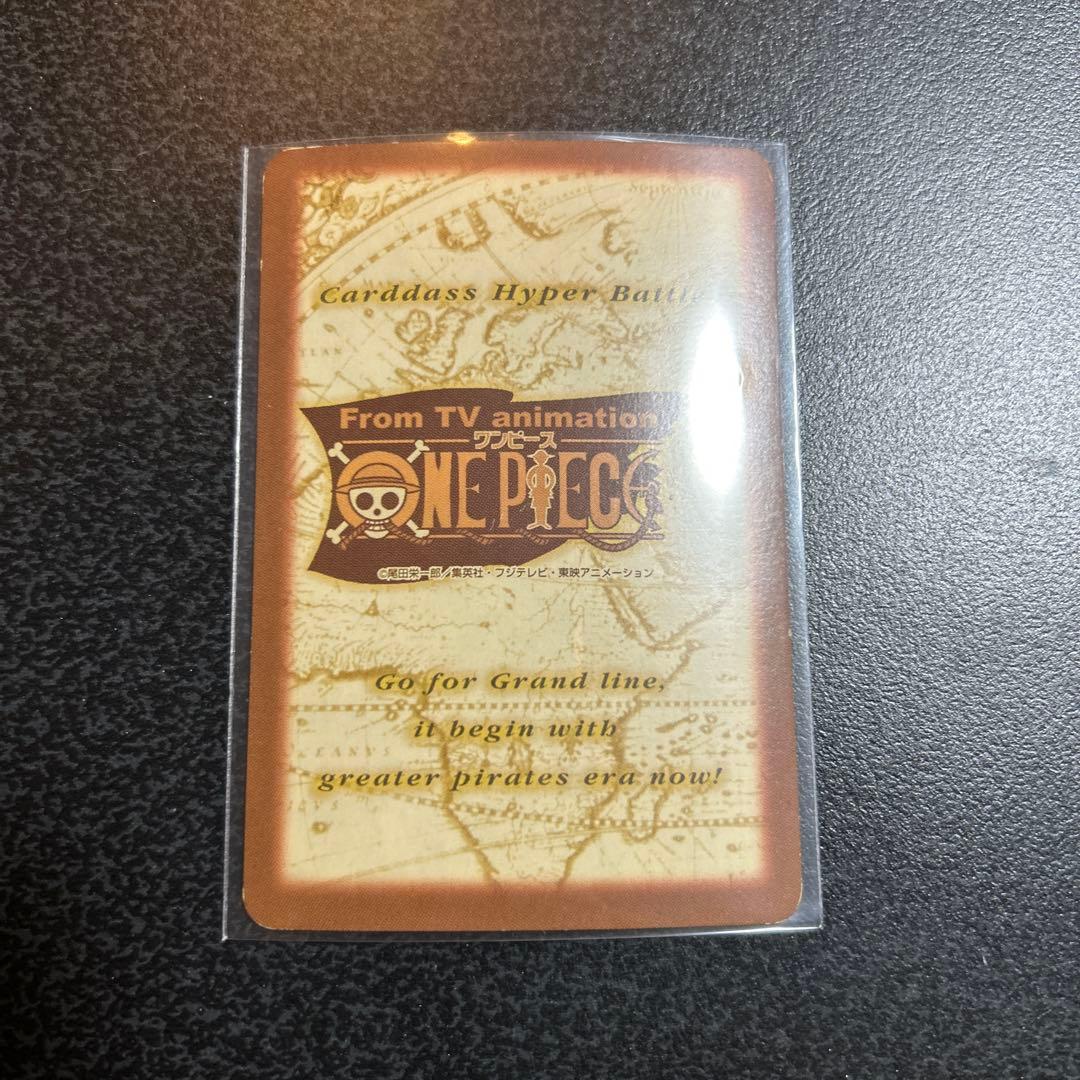 Carddass Hyper Battle
From TV animation
ワンピース
ONE PIECE
©尾田栄一郎/集英社・フジテレビ・東映アニメーション
Go for Grand line,
it begin with
greater pirates era now!